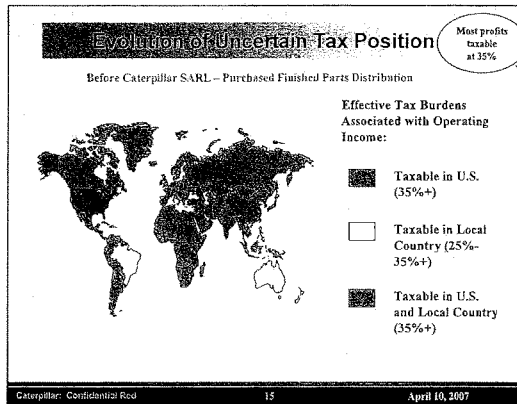 Evolution of Uncertain Tax Position
Most profits
taxable
at 35%
Before Caterpillar SARL – Purchased Finished Parts Distribution
Effective Tax Burdens
Associated with Operating
Income:
Taxable in U.S.
(35%+)
Taxable in Local
Country (25%-
35%+)
Taxable in U.S.
and Local Country
(35%+)
Caterpillar: Confidential Red
15
April 10, 2007